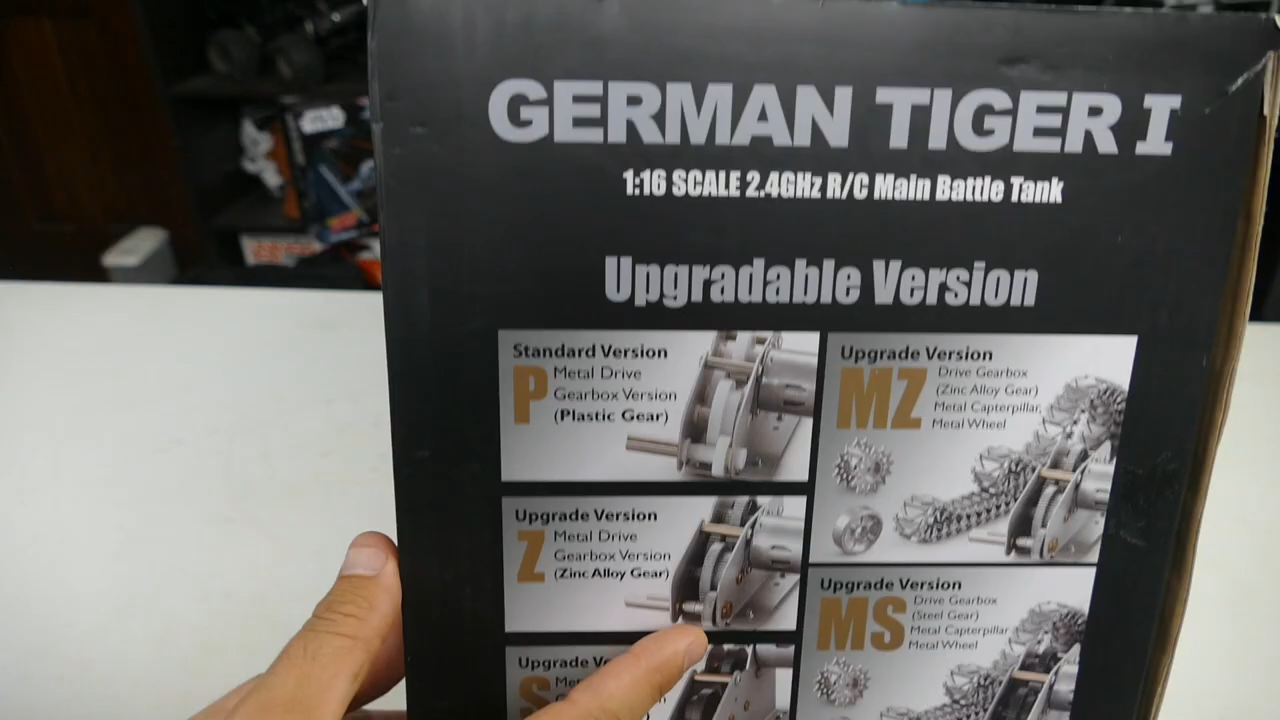 GERMAN TIGER I
1:16 SCALE 2.4GHz R/C Main Battle Tank
Upgradable Version
Standard Version
P
Metal Drive
Gearbox Version
(Plastic Gear)
Upgrade Version
Z
Metal Drive
Gearbox Version
(Zinc Alloy Gear)
Upgrade
S
Upgrade Version
MZ
Drive Gearbox
(Zinc Alloy Gear)
Metal Capterpillar
Metal Wheel
Upgrade Version
MS
Drive Gearbox
(Steel Gear)
Metal Capterpillar
Metal Wheel